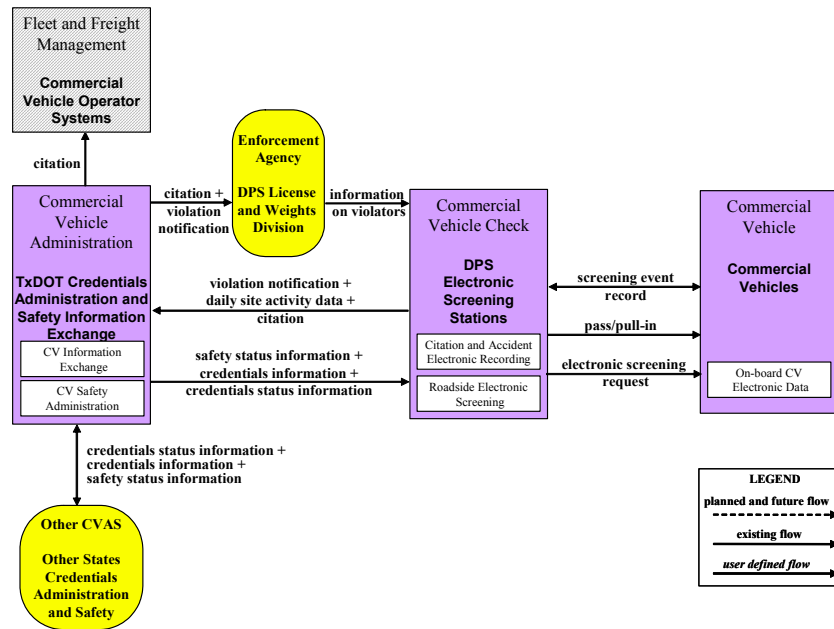 Fleet and Freight
Management
Commercial
Vehicle Operator
Systems
citation
Enforcement
Agency
DPS License
and Weights
Division
citation +
violation
notification
information
on violators
Commercial
Vehicle
Administration
TxDOT Credentials
Administration and
Safety Information
Exchange
CV Information
Exchange
CV Safety
Administration
violation notification +
daily site activity data +
citation
safety status information +
credentials information +
credentials status information
Commercial
Vehicle Check
DPS
Electronic
Screening
Stations
Citation and Accident
Electronic Recording
Roadside Electronic
Screening
screening event
record
pass/pull-in
electronic screening
request
Commercial
Vehicle
Commercial
Vehicles
On-board CV
Electronic Data
credentials status information +
credentials information +
safety status information
Other CVAS
Other States
Credentials
Administration
and Safety
LEGEND
planned and future flow
existing flow
user defined flow